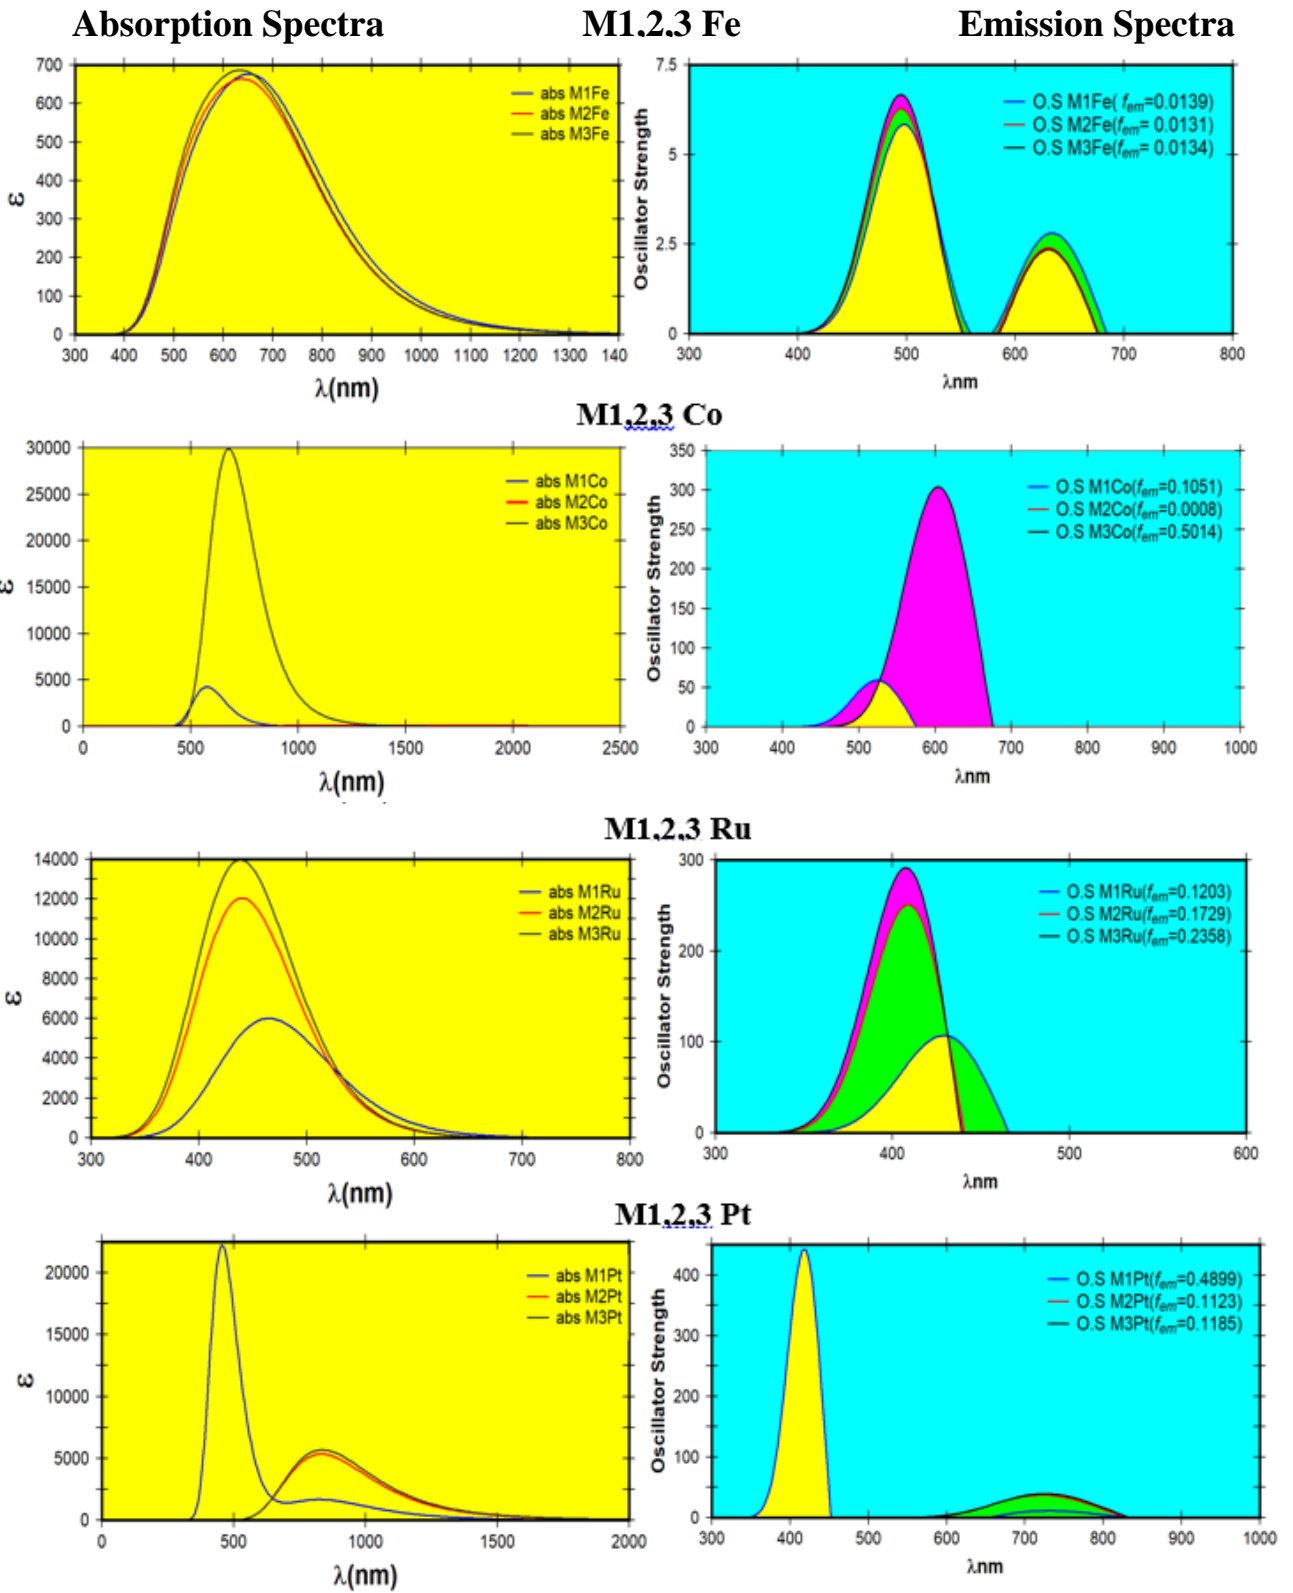 Absorption Spectra M1,2,3 Fe Emission Spectra
700
600
500
400
300
200
100
0
ε
300 400 500 600 700 800 900 1000 1100 1200 1300 140
λ(nm)
abs M1Fe
abs M2Fe
abs M3Fe
7.5
5
2.5
0
Oscillator Strength
300 400 500 600 700 800
λnm
O.S M1Fe( fem=0.0139)
O.S M2Fe(fem= 0.0131)
O.S M3Fe(fem= 0.0134)
M1,2,3 Co
30000
25000
20000
15000
10000
5000
0
ε
0 500 1000 1500 2000 2500
λ(nm)
abs M1Co
abs M2Co
abs M3Co
350
300
250
200
150
100
50
0
Oscillator Strength
300 400 500 600 700 800 900 1000
λnm
O.S M1Co(fem=0.1051)
O.S M2Co(fem=0.0008)
O.S M3Co(fem=0.5014)
M1,2,3 Ru
14000
12000
10000
8000
6000
4000
2000
0
ε
300 400 500 600 700 800
λ(nm)
abs M1Ru
abs M2Ru
abs M3Ru
300
200
100
0
Oscillator Strength
300 400 500 600
λnm
O.S M1Ru(fem=0.1203)
O.S M2Ru(fem=0.1729)
O.S M3Ru(fem=0.2358)
M1,2,3 Pt
20000
15000
10000
5000
0
ε
0 500 1000 1500 2000
λ(nm)
abs M1Pt
abs M2Pt
abs M3Pt
400
300
200
100
0
Oscillator Strength
300 400 500 600 700 800 900 1000
λnm
O.S M1Pt(fem=0.4899)
O.S M2Pt(fem=0.1123)
O.S M3Pt(fem=0.1185)